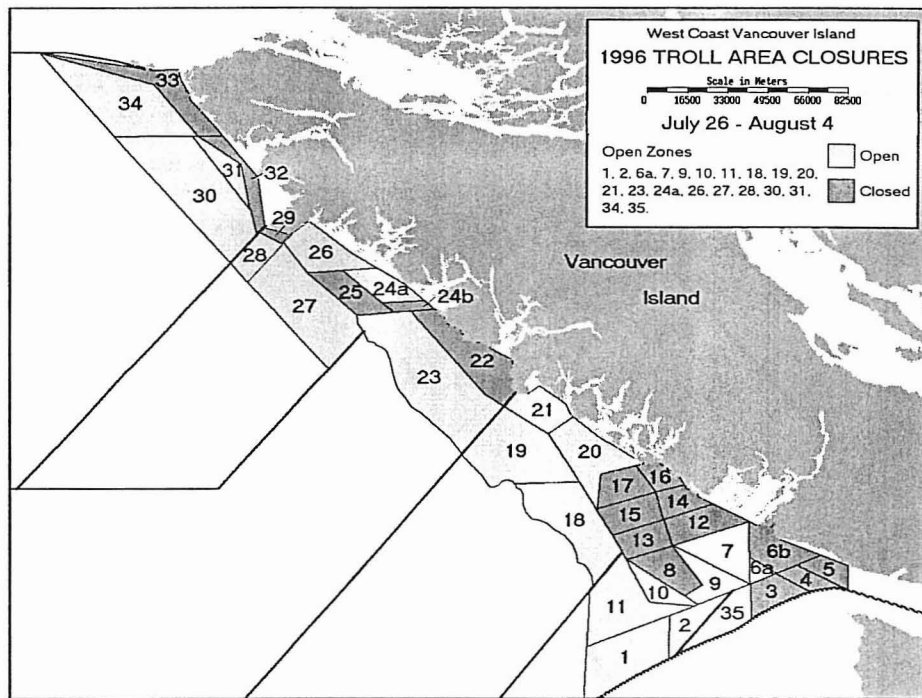 West Coast Vancouver Island
1996 TROLL AREA CLOSURES
Scale in Meters
0 16500 33000 49500 66000 82500
July 26 - August 4
Open Zones
1, 2, 6a, 7, 9, 10, 11, 18, 19, 20,
21, 23, 24a, 26, 27, 28, 30, 31,
34, 35.
Open
Closed
33
34
31
32
30
29
28
26
Vancouver
Island
25
24a
24b
27
22
23
21
19
20
17
16
14
18
15
12
13
7
6b
8
6a
5
9
4
10
3
11
35
2
1